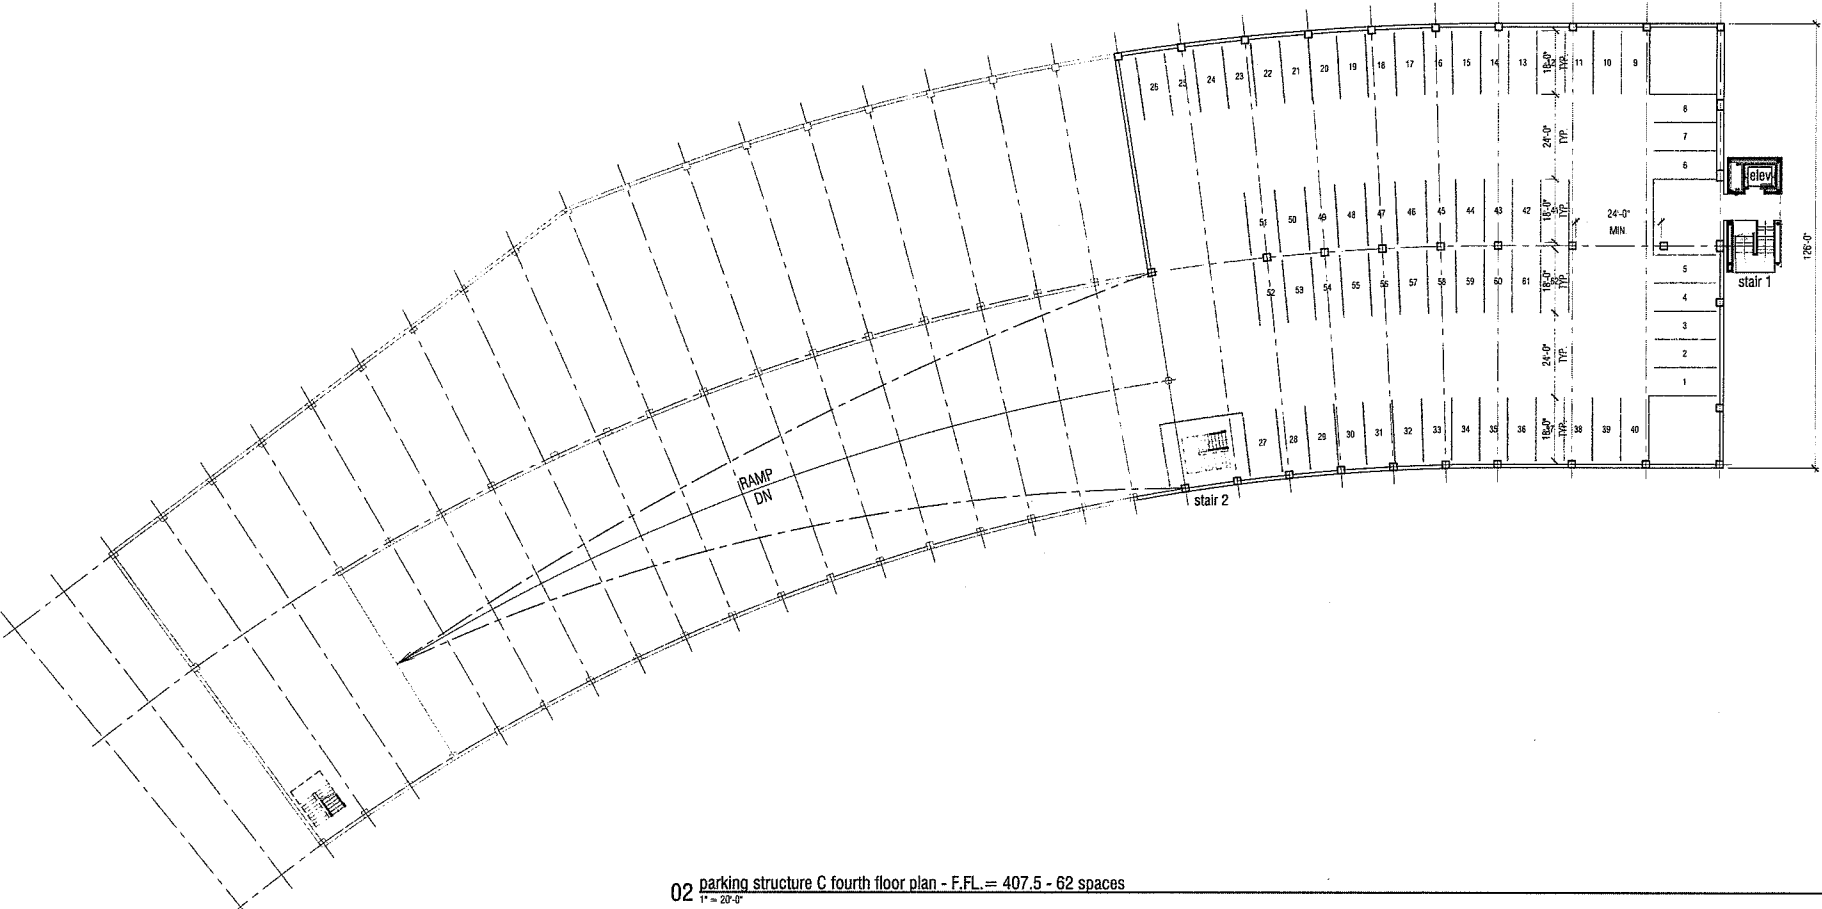 26 25 24 23 22 21 20 19 18 17 16 15 14 13 11 10 9
18'-0" TYP.
24'-0" TYP.
8
7
6
elev
51 50 49 48 47 46 45 44 43 42
18'-0" TYP.
24'-0"
MIN.
126'-0"
52 53 54 55 56 57 58 59 60 61
18'-0" TYP.
5
4
3
2
1
stair 1
24'-0" TYP.
27 28 29 30 31 32 33 34 35 36 38 39 40
18'-0" TYP.
RAMP
DN
stair 2
02 parking structure C fourth floor plan - F.FL.= 407.5 - 62 spaces
1" = 20'-0"